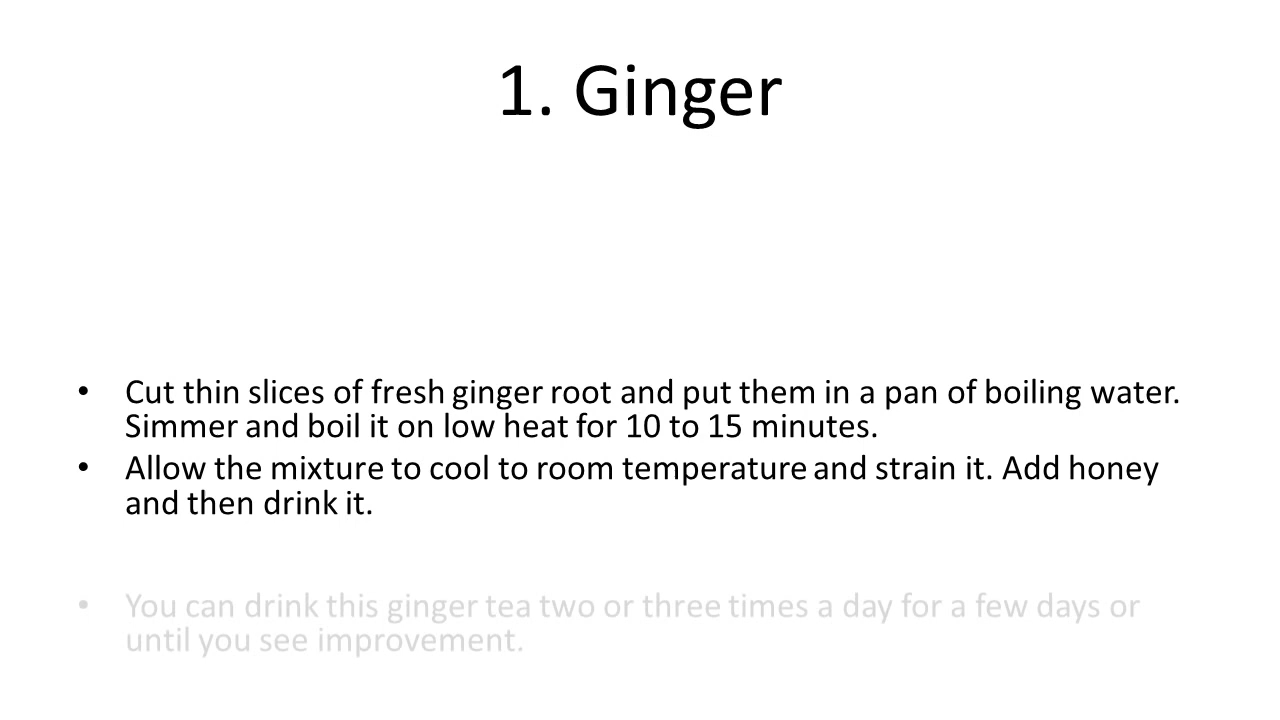 1. Ginger
• Cut thin slices of fresh ginger root and put them in a pan of boiling water.
Simmer and boil it on low heat for 10 to 15 minutes.
• Allow the mixture to cool to room temperature and strain it. Add honey
and then drink it.
• You can drink this ginger tea two or three times a day for a few days or
until you see improvement.